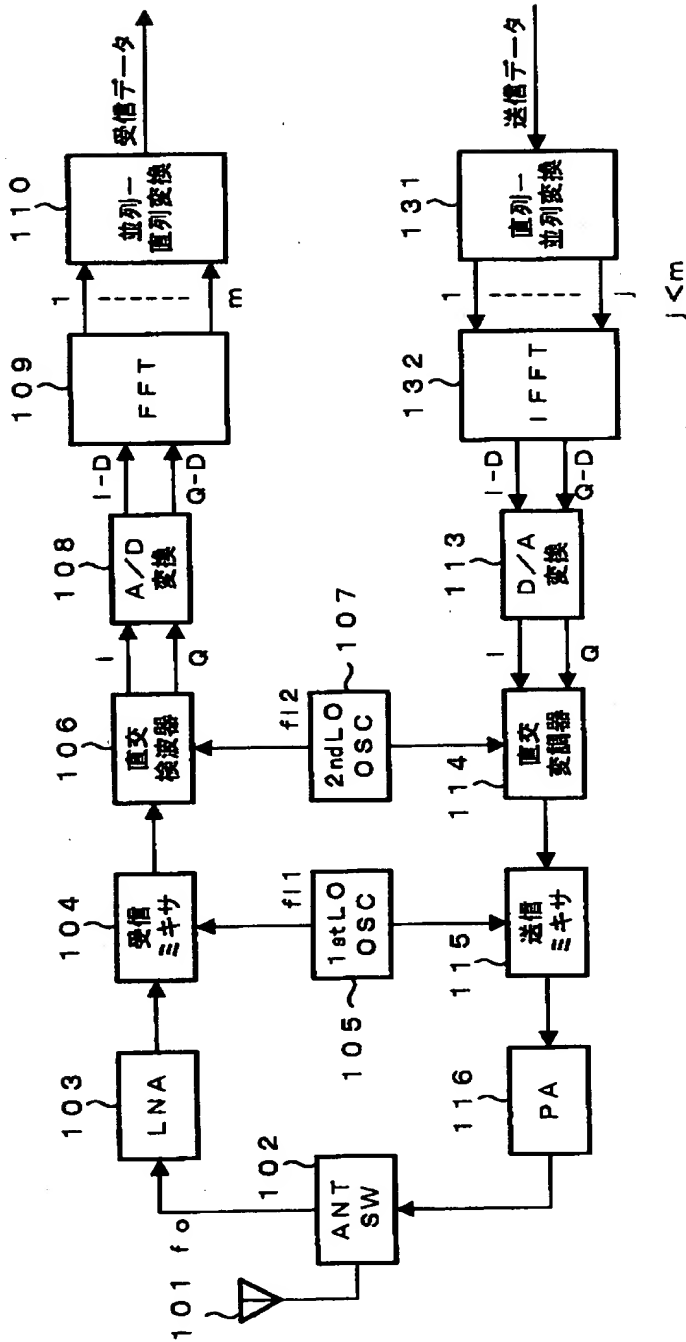 101
f o
102
ANT
SW
103
LNA
104
受信
ミキサ
fl1
105
1stLO
OSC
106
直交
検波器
fl2
107
2ndLO
OSC
I
Q
108
A/D
変換
I-D
Q-D
109
FFT
1
m
110
並列ー
直列変換
受信データ
送信データ
131
直列ー
並列変換
1
j
j<m
132
IFFT
I-D
Q-D
113
D/A
変換
I
Q
114
直交
変調器
115
送信
ミキサ
116
PA